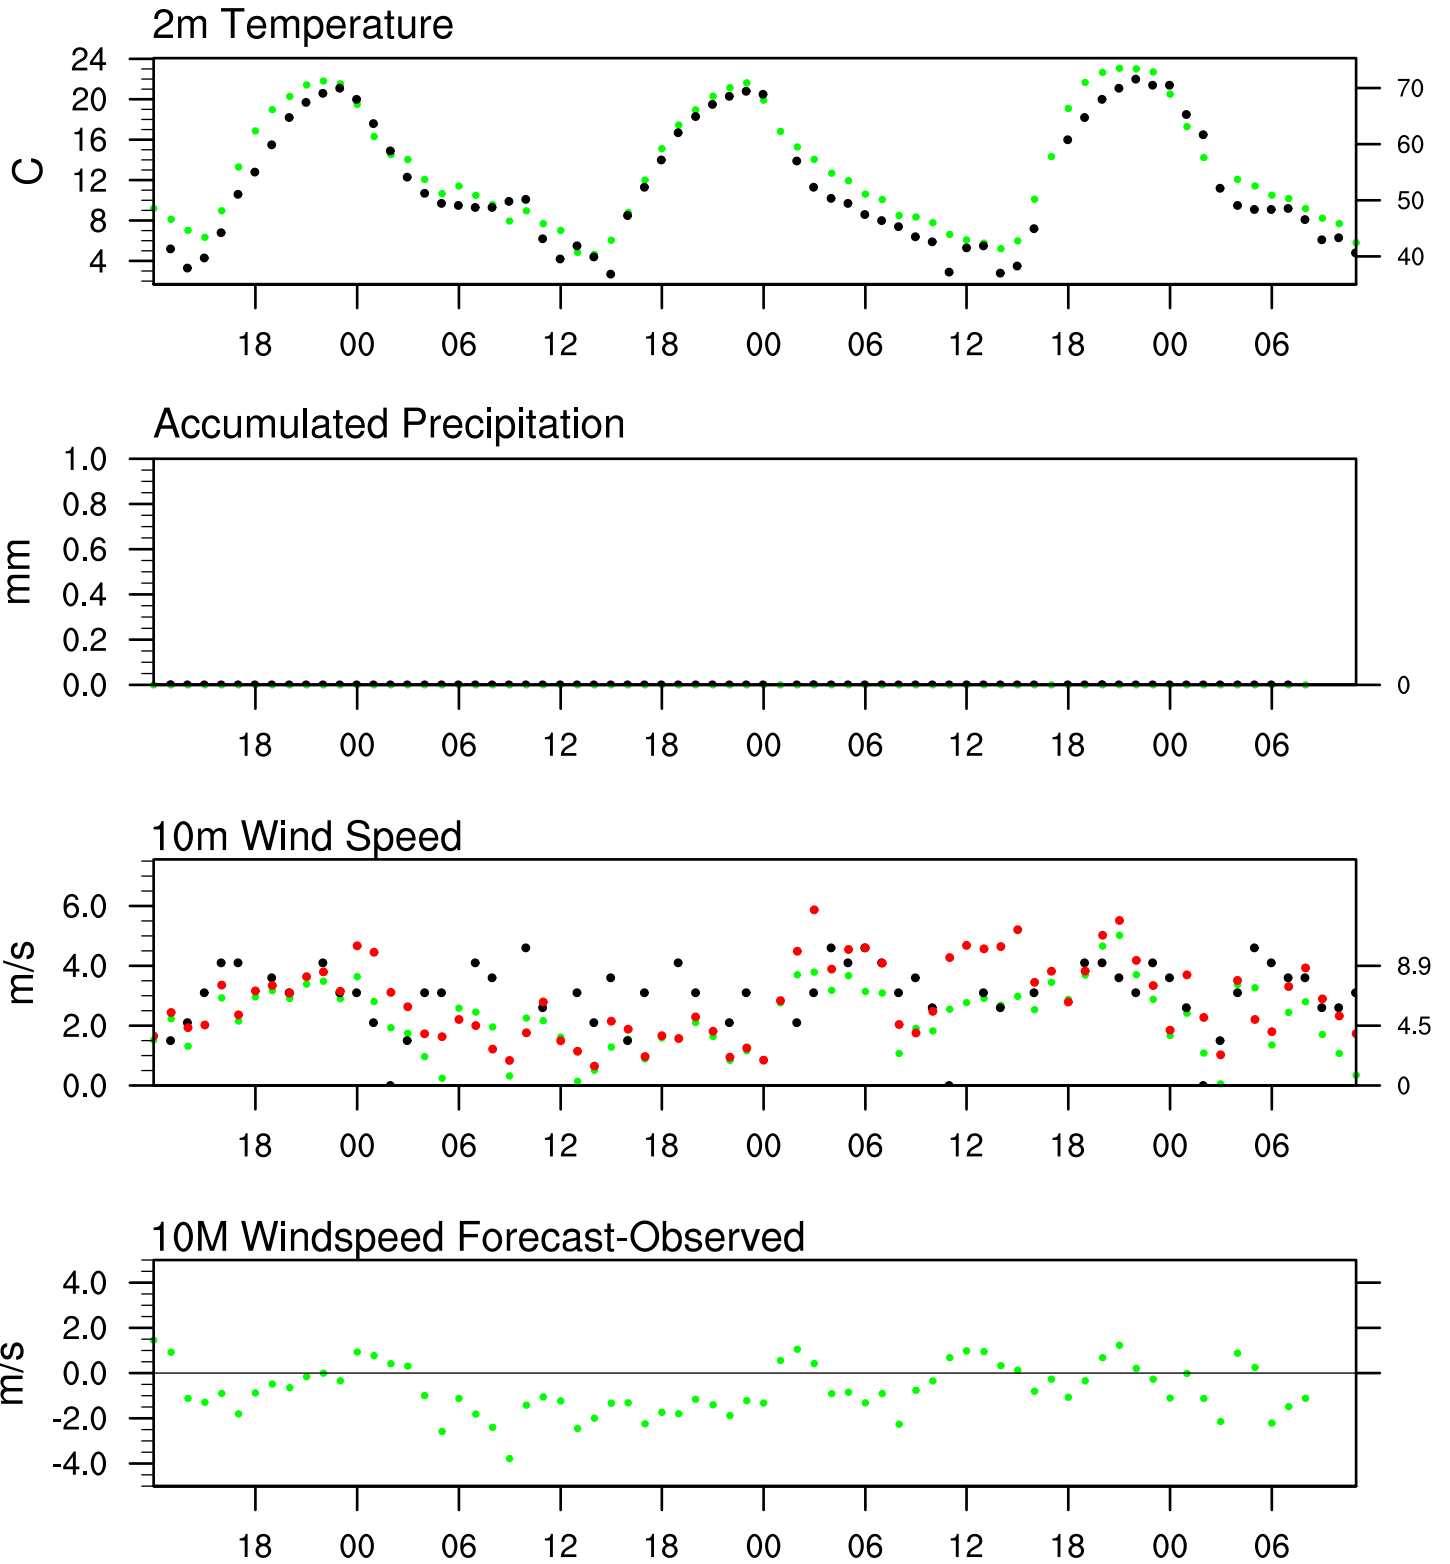 2m Temperature
24
20
16
12
8
4
C
70
60
50
40
18 00 06 12 18 00 06 12 18 00 06
Accumulated Precipitation
1.0
0.8
0.6
0.4
0.2
0.0
mm
0
18 00 06 12 18 00 06 12 18 00 06
10m Wind Speed
6.0
4.0
2.0
0.0
m/s
8.9
4.5
0
18 00 06 12 18 00 06 12 18 00 06
10M Windspeed Forecast-Observed
4.0
2.0
0.0
-2.0
-4.0
m/s
18 00 06 12 18 00 06 12 18 00 06